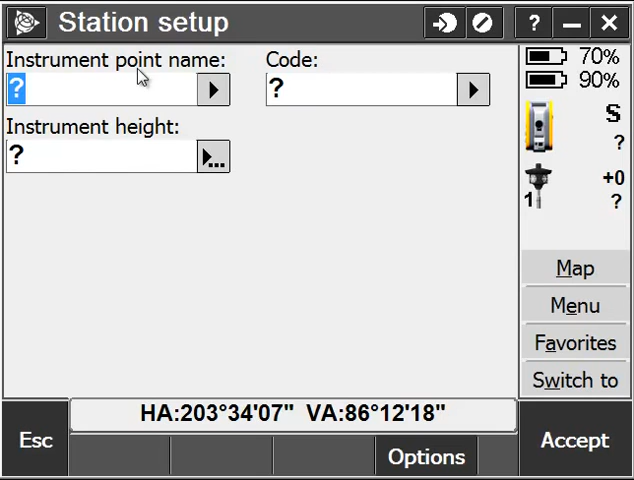 Station setup
?
Instrument point name:
Code:
?
?
Instrument height:
?
...
70%
90%
S
?
+0
1
?
Map
Menu
Favorites
Switch to
HA:203°34'07" VA:86°12'18"
Esc
Options
Accept